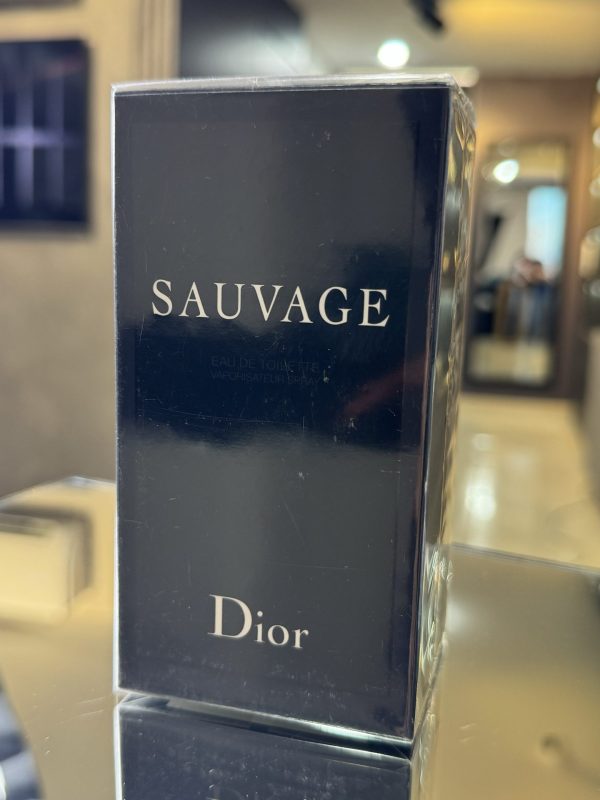 SAUVAGE
EAU DE TOILETTE
VAPORISATEUR SPRAY
Dior